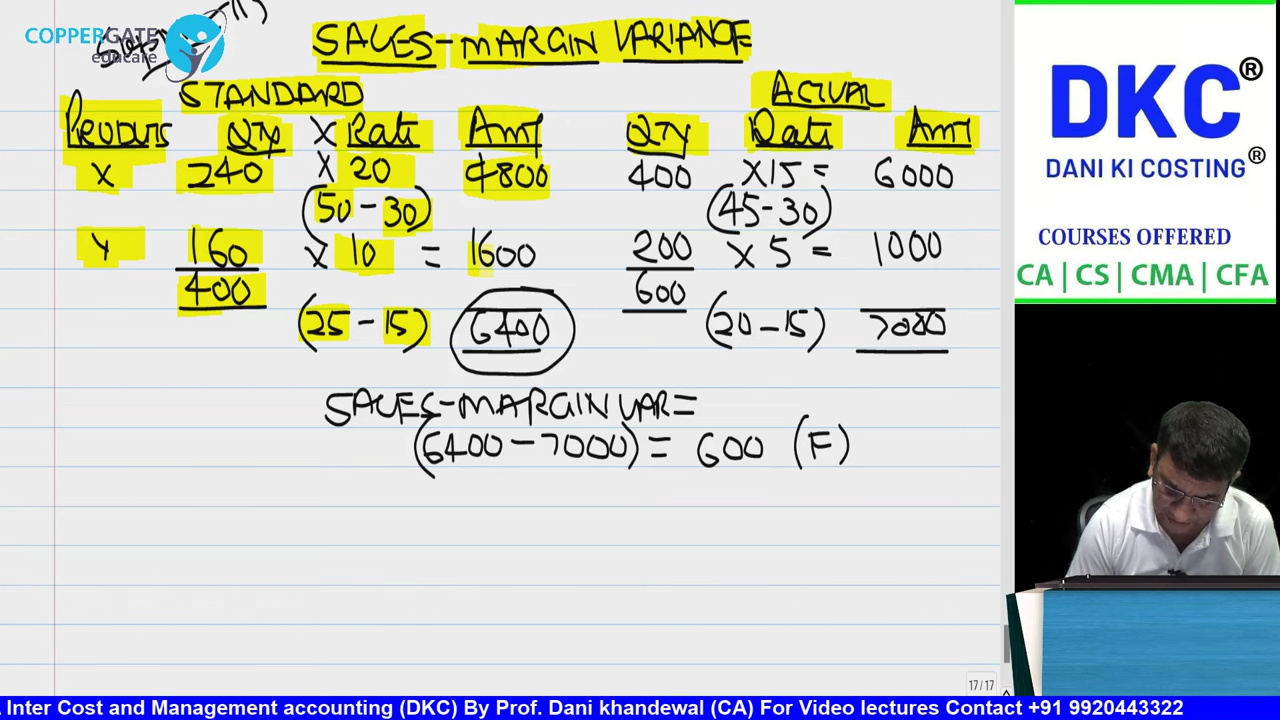 COPPERGATE
educare
SALES-MARGIN VARIANCE
STANDARD ACTUAL
PRODUTS QTY X Rate Amt QTY Rate Amt
X 240 X 20 4800 400 X15 = 6000
(50 - 30) (45-30)
Y 160 X 10 = 1600 200 X 5 = 1000
400 600
(25 - 15) 6400 (20-15) 7000
SALES-MARGIN VAR =
(6400 - 7000) = 600 (F)
17/17
DKC®
DANI KI COSTING®
COURSES OFFERED
CA | CS | CMA | CFA
Inter Cost and Management accounting (DKC) By Prof. Dani khandewal (CA) For Video lectures Contact +91 9920443322